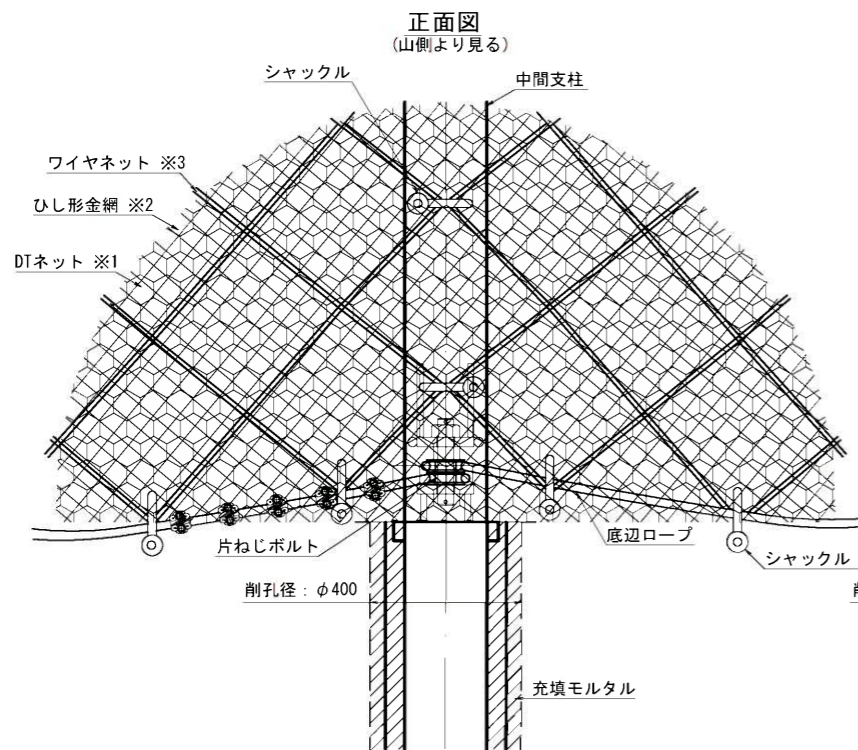 正面図
(山側より見る)
シャックル
中間支柱
ワイヤネット ※3
ひし形金網 ※2
DTネット ※1
片ねじボルト
底辺ロープ
シャックル
削孔径：φ400
削
充填モルタル